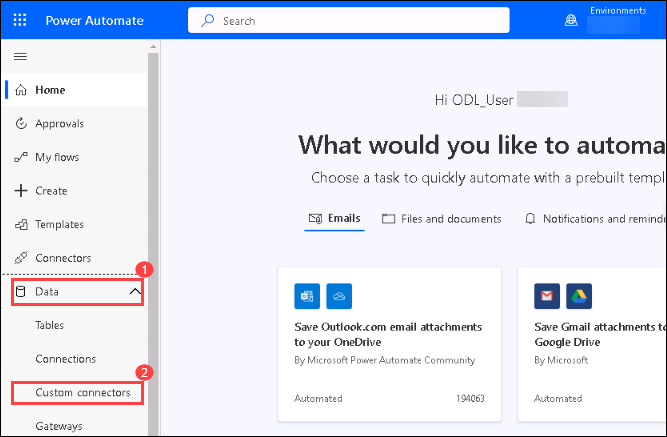 Power Automate
Search
Environments
Home
Approvals
My flows
Create
Templates
Connectors
1
Data
Tables
Connections
2
Custom connectors
Gateways
Hi ODL_User
What would you like to automa
Choose a task to quickly automate with a prebuilt templ
Emails
Files and documents
Notifications and reminde
Save Outlook.com email attachments
to your OneDrive
By Microsoft Power Automate Community
Automated
194063
Save Gmail attachments to
Google Drive
By Microsoft
Automated